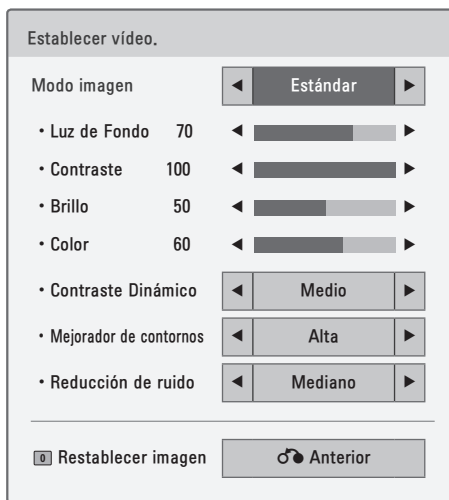 Establecer vídeo.
Modo imagen ◀ Estándar ▶
• Luz de Fondo 70 ◀ ▶
• Contraste 100 ◀ ▶
• Brillo 50 ◀ ▶
• Color 60 ◀ ▶
• Contraste Dinámico ◀ Medio ▶
• Mejorador de contornos ◀ Alta ▶
• Reducción de ruido ◀ Mediano ▶
0 Restablecer imagen Anterior